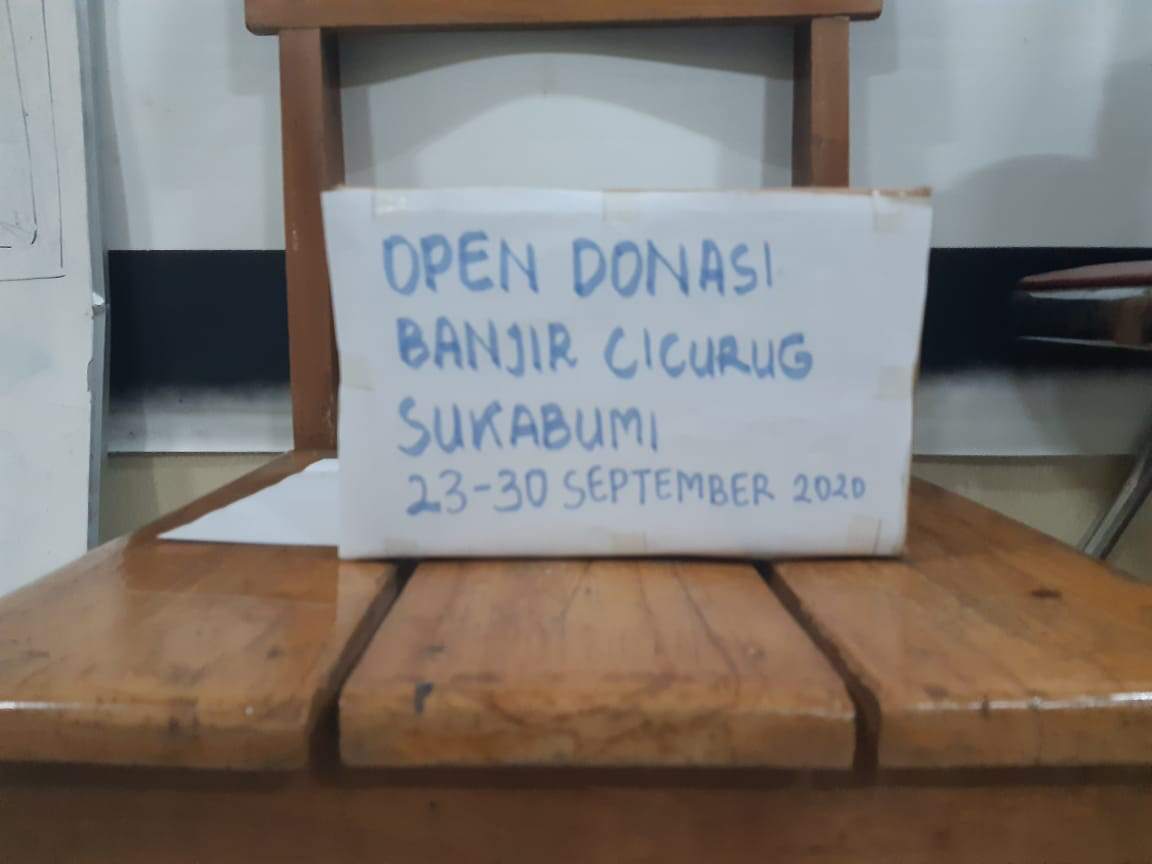 OPEN DONASI
BANJIR CICURUG
SUKABUMI
23-30 SEPTEMBER 2020